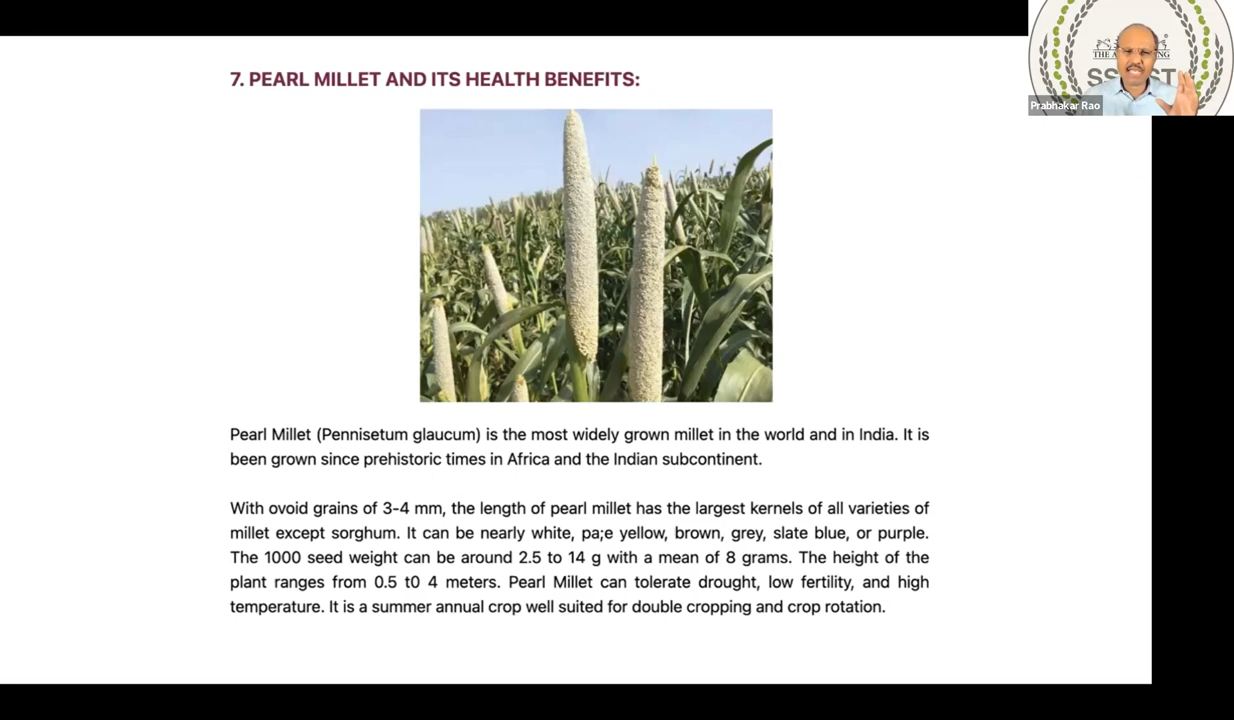 7. PEARL MILLET AND ITS HEALTH BENEFITS:
Prabhakar Rao
Pearl Millet (Pennisetum glaucum) is the most widely grown millet in the world and in India. It is
been grown since prehistoric times in Africa and the Indian subcontinent.
With ovoid grains of 3-4 mm, the length of pearl millet has the largest kernels of all varieties of
millet except sorghum. It can be nearly white, pa;e yellow, brown, grey, slate blue, or purple.
The 1000 seed weight can be around 2.5 to 14 g with a mean of 8 grams. The height of the
plant ranges from 0.5 t0 4 meters. Pearl Millet can tolerate drought, low fertility, and high
temperature. It is a summer annual crop well suited for double cropping and crop rotation.